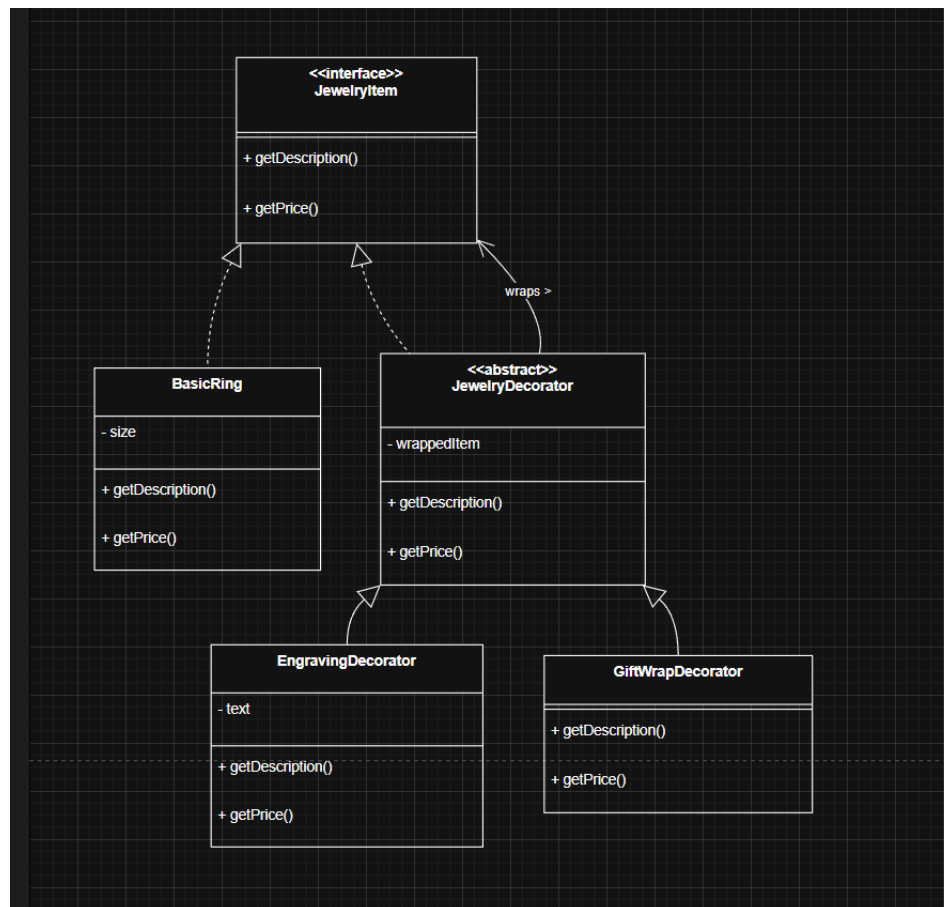 <<interface>>
JewelryItem
+ getDescription()
+ getPrice()
wraps >
BasicRing
- size
+ getDescription()
+ getPrice()
<<abstract>>
JewelryDecorator
- wrappedItem
+ getDescription()
+ getPrice()
EngravingDecorator
- text
+ getDescription()
+ getPrice()
GiftWrapDecorator
+ getDescription()
+ getPrice()